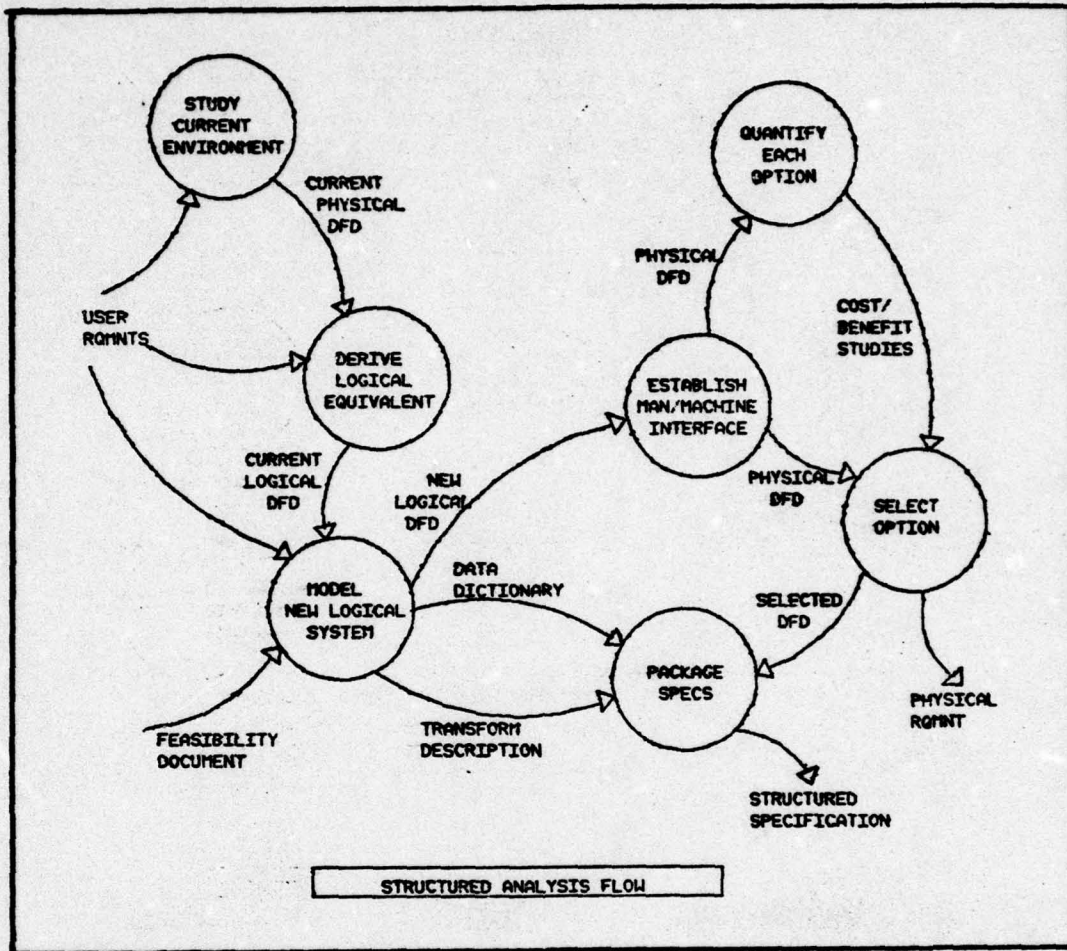 STUDY
CURRENT
ENVIRONMENT
QUANTIFY
EACH
OPTION
CURRENT
PHYSICAL
DFD
PHYSICAL
DFD
USER
RQMNTS
COST/
BENEFIT
STUDIES
DERIVE
LOGICAL
EQUIVALENT
ESTABLISH
MAN/MACHINE
INTERFACE
CURRENT
LOGICAL
DFD
NEW
LOGICAL
DFD
PHYSICAL
DFD
SELECT
OPTION
MODEL
NEW LOGICAL
SYSTEM
DATA
DICTIONARY
SELECTED
DFD
PACKAGE
SPECS
PHYSICAL
RQMNT
FEASIBILITY
DOCUMENT
TRANSFORM
DESCRIPTION
STRUCTURED
SPECIFICATION
STRUCTURED ANALYSIS FLOW